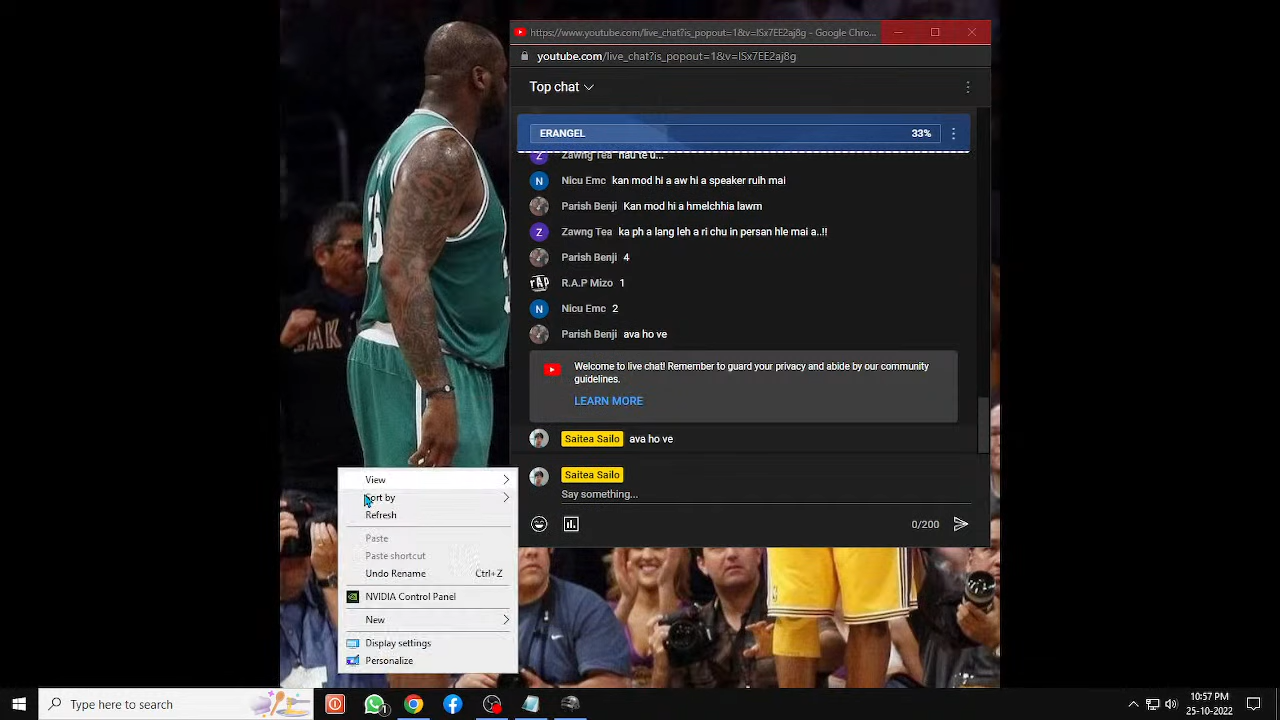 https://www.youtube.com/live_chat?is_popout=1&v=lSx7EE2aj8g - Google Chro...
youtube.com/live_chat?is_popout=1&v=lSx7EE2aj8g
Top chat
ERANGEL 33%
Zawng Tea nau te u...
Nicu Emc kan mod hi a aw hi a speaker ruih mai
Parish Benji Kan mod hi a hmelchhia lawm
Zawng Tea ka ph a lang leh a ri chu in persan hle mai a..!!
Parish Benji 4
R.A.P Mizo 1
Nicu Emc 2
Parish Benji ava ho ve
Welcome to live chat! Remember to guard your privacy and abide by our community
guidelines.
LEARN MORE
Saitea Sailo ava ho ve
Saitea Sailo
Say something...
0/200
View
Sort by
Refresh
Paste
Paste shortcut
Undo Rename Ctrl+Z
NVIDIA Control Panel
New
Display settings
Personalize
Type here to search
10:57 PM
25-10-2022